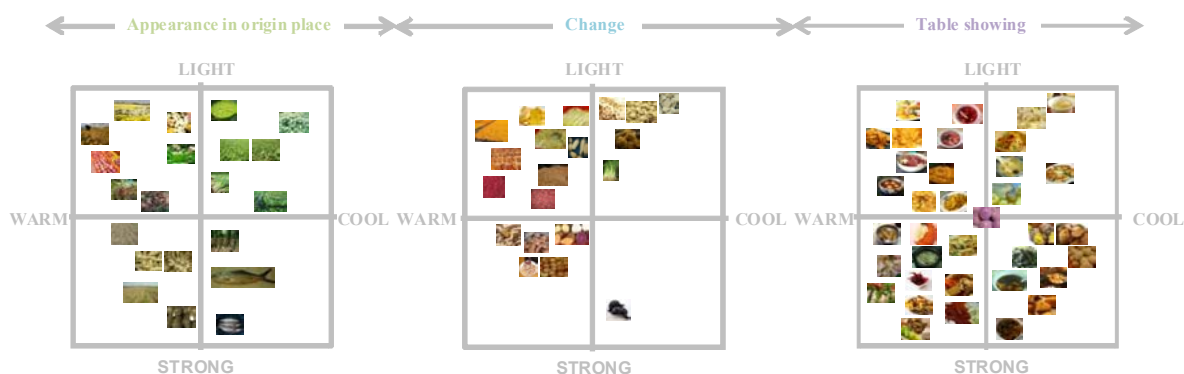 Appearance in origin place Change Table showing
LIGHT LIGHT LIGHT
WARM COOL WARM COOL WARM COOL
STRONG STRONG STRONG